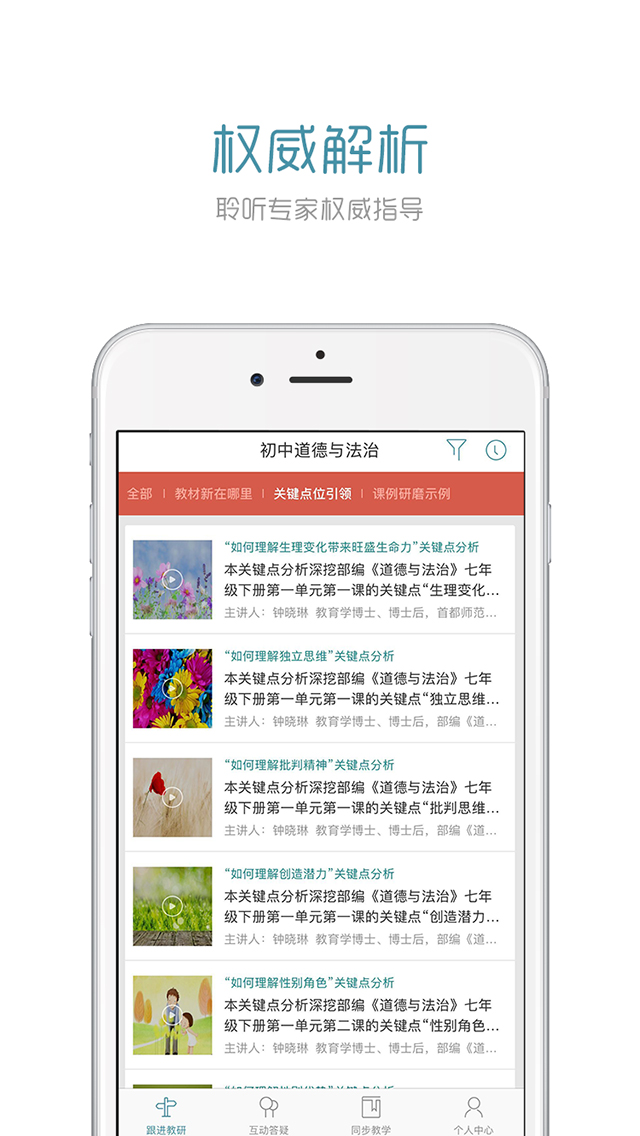 权威解析
聆听专家权威指导
初中道德与法治
全部 | 教材新在哪里 | 关键点位引领 | 课例研磨示例
“如何理解生理变化带来旺盛生命力”关键点分析
本关键点分析深挖部编《道德与法治》七年
级下册第一单元第一课的关键点“生理变化...
主讲人：钟晓琳 教育学博士、博士后，首都师范...
“如何理解独立思维”关键点分析
本关键点分析深挖部编《道德与法治》七年
级下册第一单元第一课的关键点“独立思维...
主讲人：钟晓琳 教育学博士、博士后，部编《道...
“如何理解批判精神”关键点分析
本关键点分析深挖部编《道德与法治》七年
级下册第一单元第一课的关键点“批判思维...
主讲人：钟晓琳 教育学博士、博士后，部编《道...
“如何理解创造潜力”关键点分析
本关键点分析深挖部编《道德与法治》七年
级下册第一单元第一课的关键点“创造潜力...
主讲人：钟晓琳 教育学博士、博士后，部编《道...
“如何理解性别角色”关键点分析
本关键点分析深挖部编《道德与法治》七年
级下册第一单元第二课的关键点“性别角色...
主讲人：钟晓琳 教育学博士、博士后，部编《道...
“如何理解性别优势”关键点分析
跟进教研 互动答疑 同步教学 个人中心